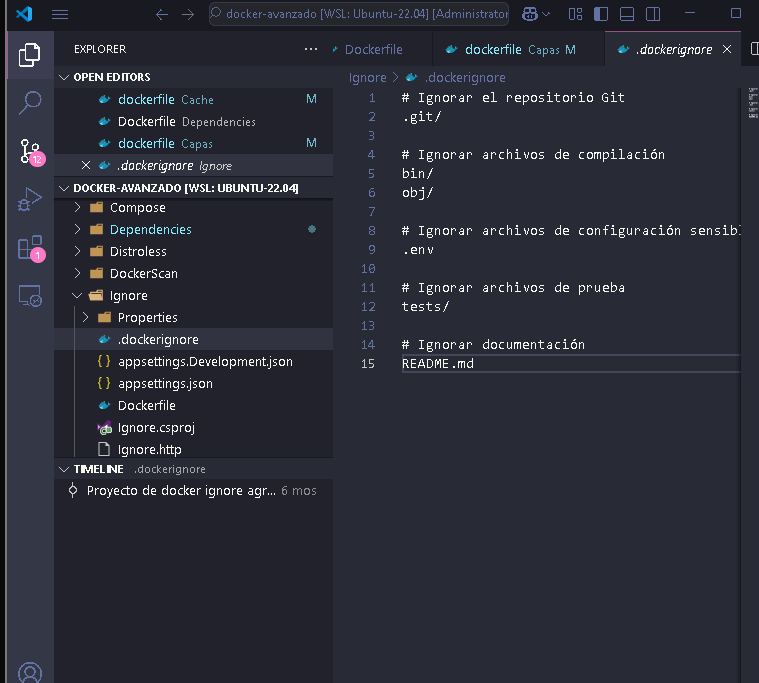 docker-avanzado [WSL: Ubuntu-22.04] [Administrator
EXPLORER
Dockerfile
dockerfile Capas M
.dockerignore
OPEN EDITORS
dockerfile Cache M
Dockerfile Dependencies
dockerfile Capas M
.dockerignore Ignore
DOCKER-AVANZADO [WSL: UBUNTU-22.04]
Compose
Dependencies
Distroless
DockerScan
Ignore
Properties
.dockerignore
appsettings.Development.json
appsettings.json
Dockerfile
Ignore.csproj
Ignore.http
TIMELINE .dockerignore
Proyecto de docker ignore agr... 6 mos
12
1
Ignore > .dockerignore
1 # Ignorar el repositorio Git
2 .git/
3
4 # Ignorar archivos de compilación
5 bin/
6 obj/
7
8 # Ignorar archivos de configuración sensibl
9 .env
10
11 # Ignorar archivos de prueba
12 tests/
13
14 # Ignorar documentación
15 README.md